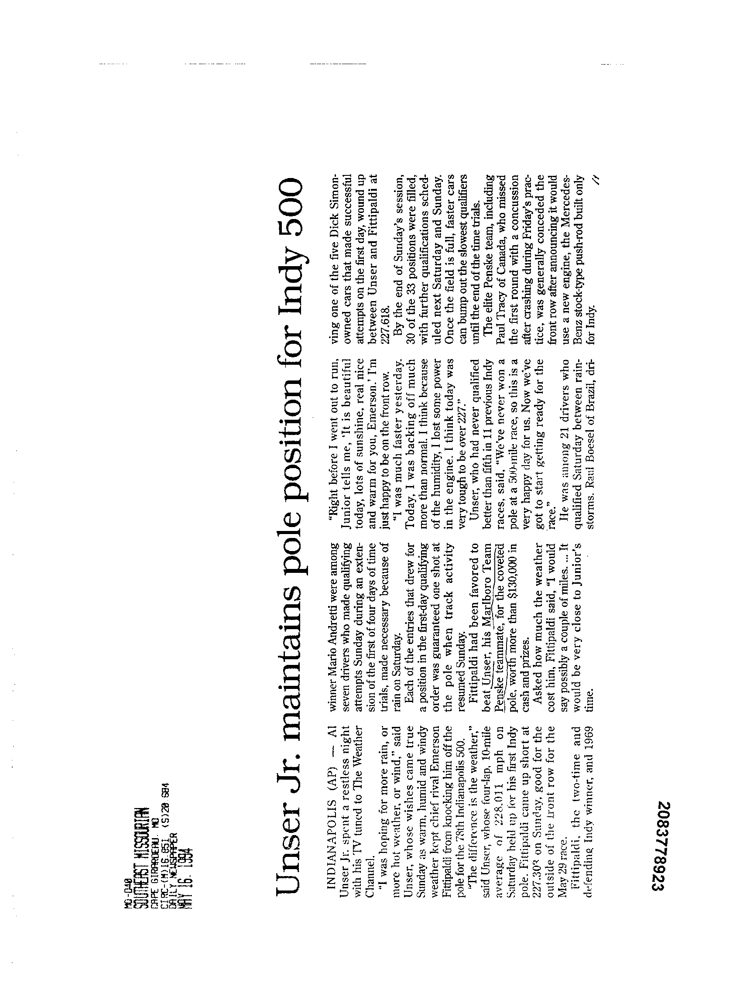 MO-D40
SOUTHEAST MISSOURIAN
CAPE GIRARDEAU, MO.
DAILY NEWSPAPER
MAY 16 1994
Unser Jr. maintains pole position for Indy 500
INDIANAPOLIS (AP) — Al
Unser Jr. spent a restless night
with his TV tuned to The Weather
Channel.
"I was hoping for more rain, or
more hot weather, or wind," said
Unser, whose wishes came true
Sunday as warm, humid and windy
weather kept chief rival Emerson
Fittipaldi from knocking him off the
pole for the 78th Indianapolis 500.
"The difference is the weather,"
said Unser, whose four-lap, 10-mile
average of 228.011 mph on
Saturday held up for his first Indy
pole. Fittipaldi came up short at
227.303 on Sunday, good for the
outside of the front row for the
May 29 race.
Fittipaldi, the two-time and
defending Indy winner, and 1969
winner Mario Andretti were among
seven drivers who made qualifying
attempts Sunday during an exten-
sion of the first of four days of time
trials, made necessary because of
rain on Saturday.
Each of the entries that drew for
a position in the first-day qualifying
order was guaranteed one shot at
the pole when track activity
resumed Sunday.
Fittipaldi had been favored to
beat Unser, his Marlboro Team
Penske teammate, for the coveted
pole, worth more than $130,000 in
cash and prizes.
Asked how much the weather
cost him, Fittipaldi said, "I would
say possibly a couple of miles. ... It
would be very close to Junior's
time.
"Right before I went out to run,
Junior tells me, 'It is beautiful
today, lots of sunshine, real nice
and warm for you, Emerson.' I'm
just happy to be on the front row.
"I was much faster yesterday.
Today, I was backing off much
more than normal. I think because
of the humidity, I lost some power
in the engine. I think today was
very tough to be over 227."
Unser, who had never qualified
better than fifth in 11 previous Indy
races, said, "We've never won a
pole at a 500-mile race, so this is a
very happy day for us. Now we've
got to start getting ready for the
race."
He was among 21 drivers who
qualified Saturday between rain-
storms. Raul Boesel of Brazil, dri-
ving one of the five Dick Simon-
owned cars that made successful
attempts on the first day, wound up
between Unser and Fittipaldi at
227.618.
By the end of Sunday's session,
30 of the 33 positions were filled,
with further qualifications sched-
uled next Saturday and Sunday.
Once the field is full, faster cars
can bump out the slowest qualifiers
until the end of the time trials.
The elite Penske team, including
Paul Tracy of Canada, who missed
the first round with a concussion
after crashing during Friday's prac-
tice, was generally conceded the
front row after announcing it would
use a new engine, the Mercedes-
Benz stock-type push-rod built only
for Indy.
2083778923